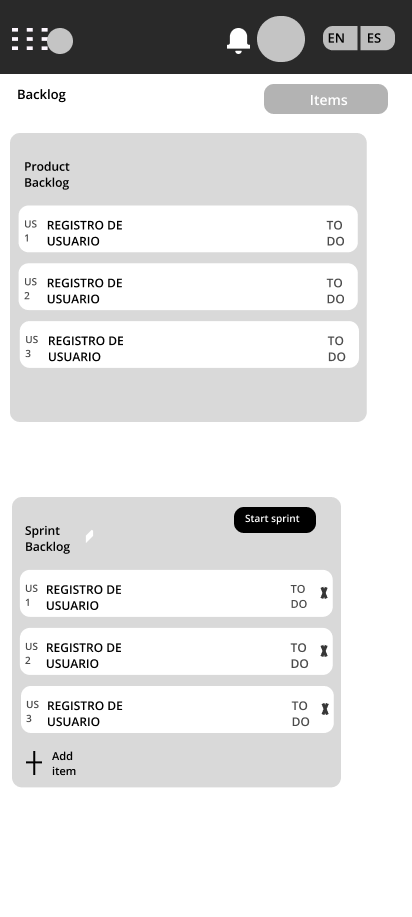 EN ES
Backlog
Items
Product
Backlog
US
1
REGISTRO DE
USUARIO
TO
DO
US
2
REGISTRO DE
USUARIO
TO
DO
US
3
REGISTRO DE
USUARIO
TO
DO
Start sprint
Sprint
Backlog
US
1
REGISTRO DE
USUARIO
TO
DO
US
2
REGISTRO DE
USUARIO
TO
DO
US
3
REGISTRO DE
USUARIO
TO
DO
Add
item